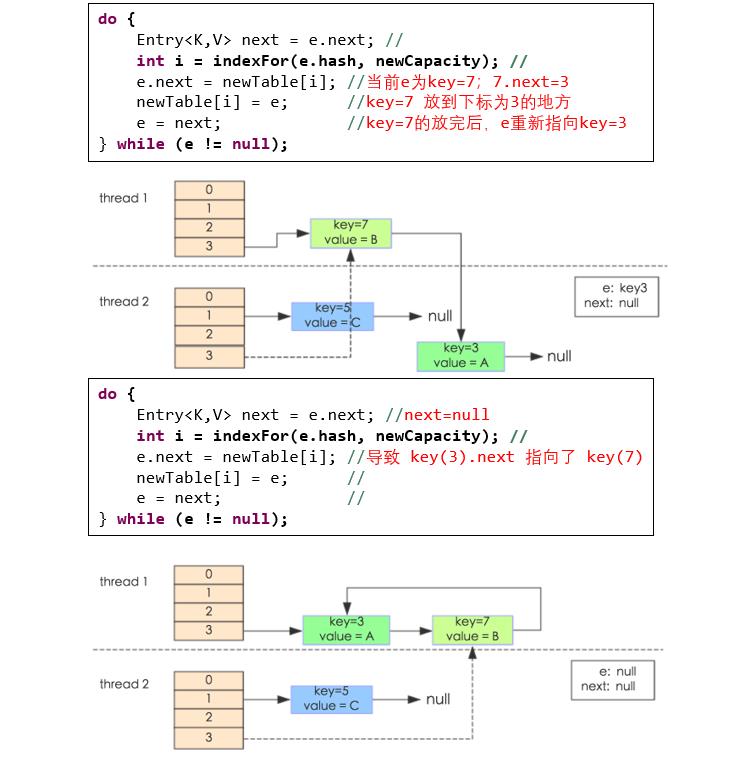 do {
Entry<K,V> next = e.next; //
int i = indexFor(e.hash, newCapacity); //
e.next = newTable[i]; //当前e为key=7；7.next=3
newTable[i] = e; //key=7 放到下标为3的地方
e = next; //key=7的放完后，e重新指向key=3
} while (e != null);
thread 1
0
1
2
3
key=7
value = B
thread 2
0
1
2
3
key=5
value = C
null
e: key3
next: null
key=3
value = A
null
do {
Entry<K,V> next = e.next; //next=null
int i = indexFor(e.hash, newCapacity); //
e.next = newTable[i]; //导致 key(3).next 指向了 key(7)
newTable[i] = e; //
e = next; //
} while (e != null);
thread 1
0
1
2
3
key=3
value = A
key=7
value = B
thread 2
0
1
2
3
key=5
value = C
null
e: null
next: null